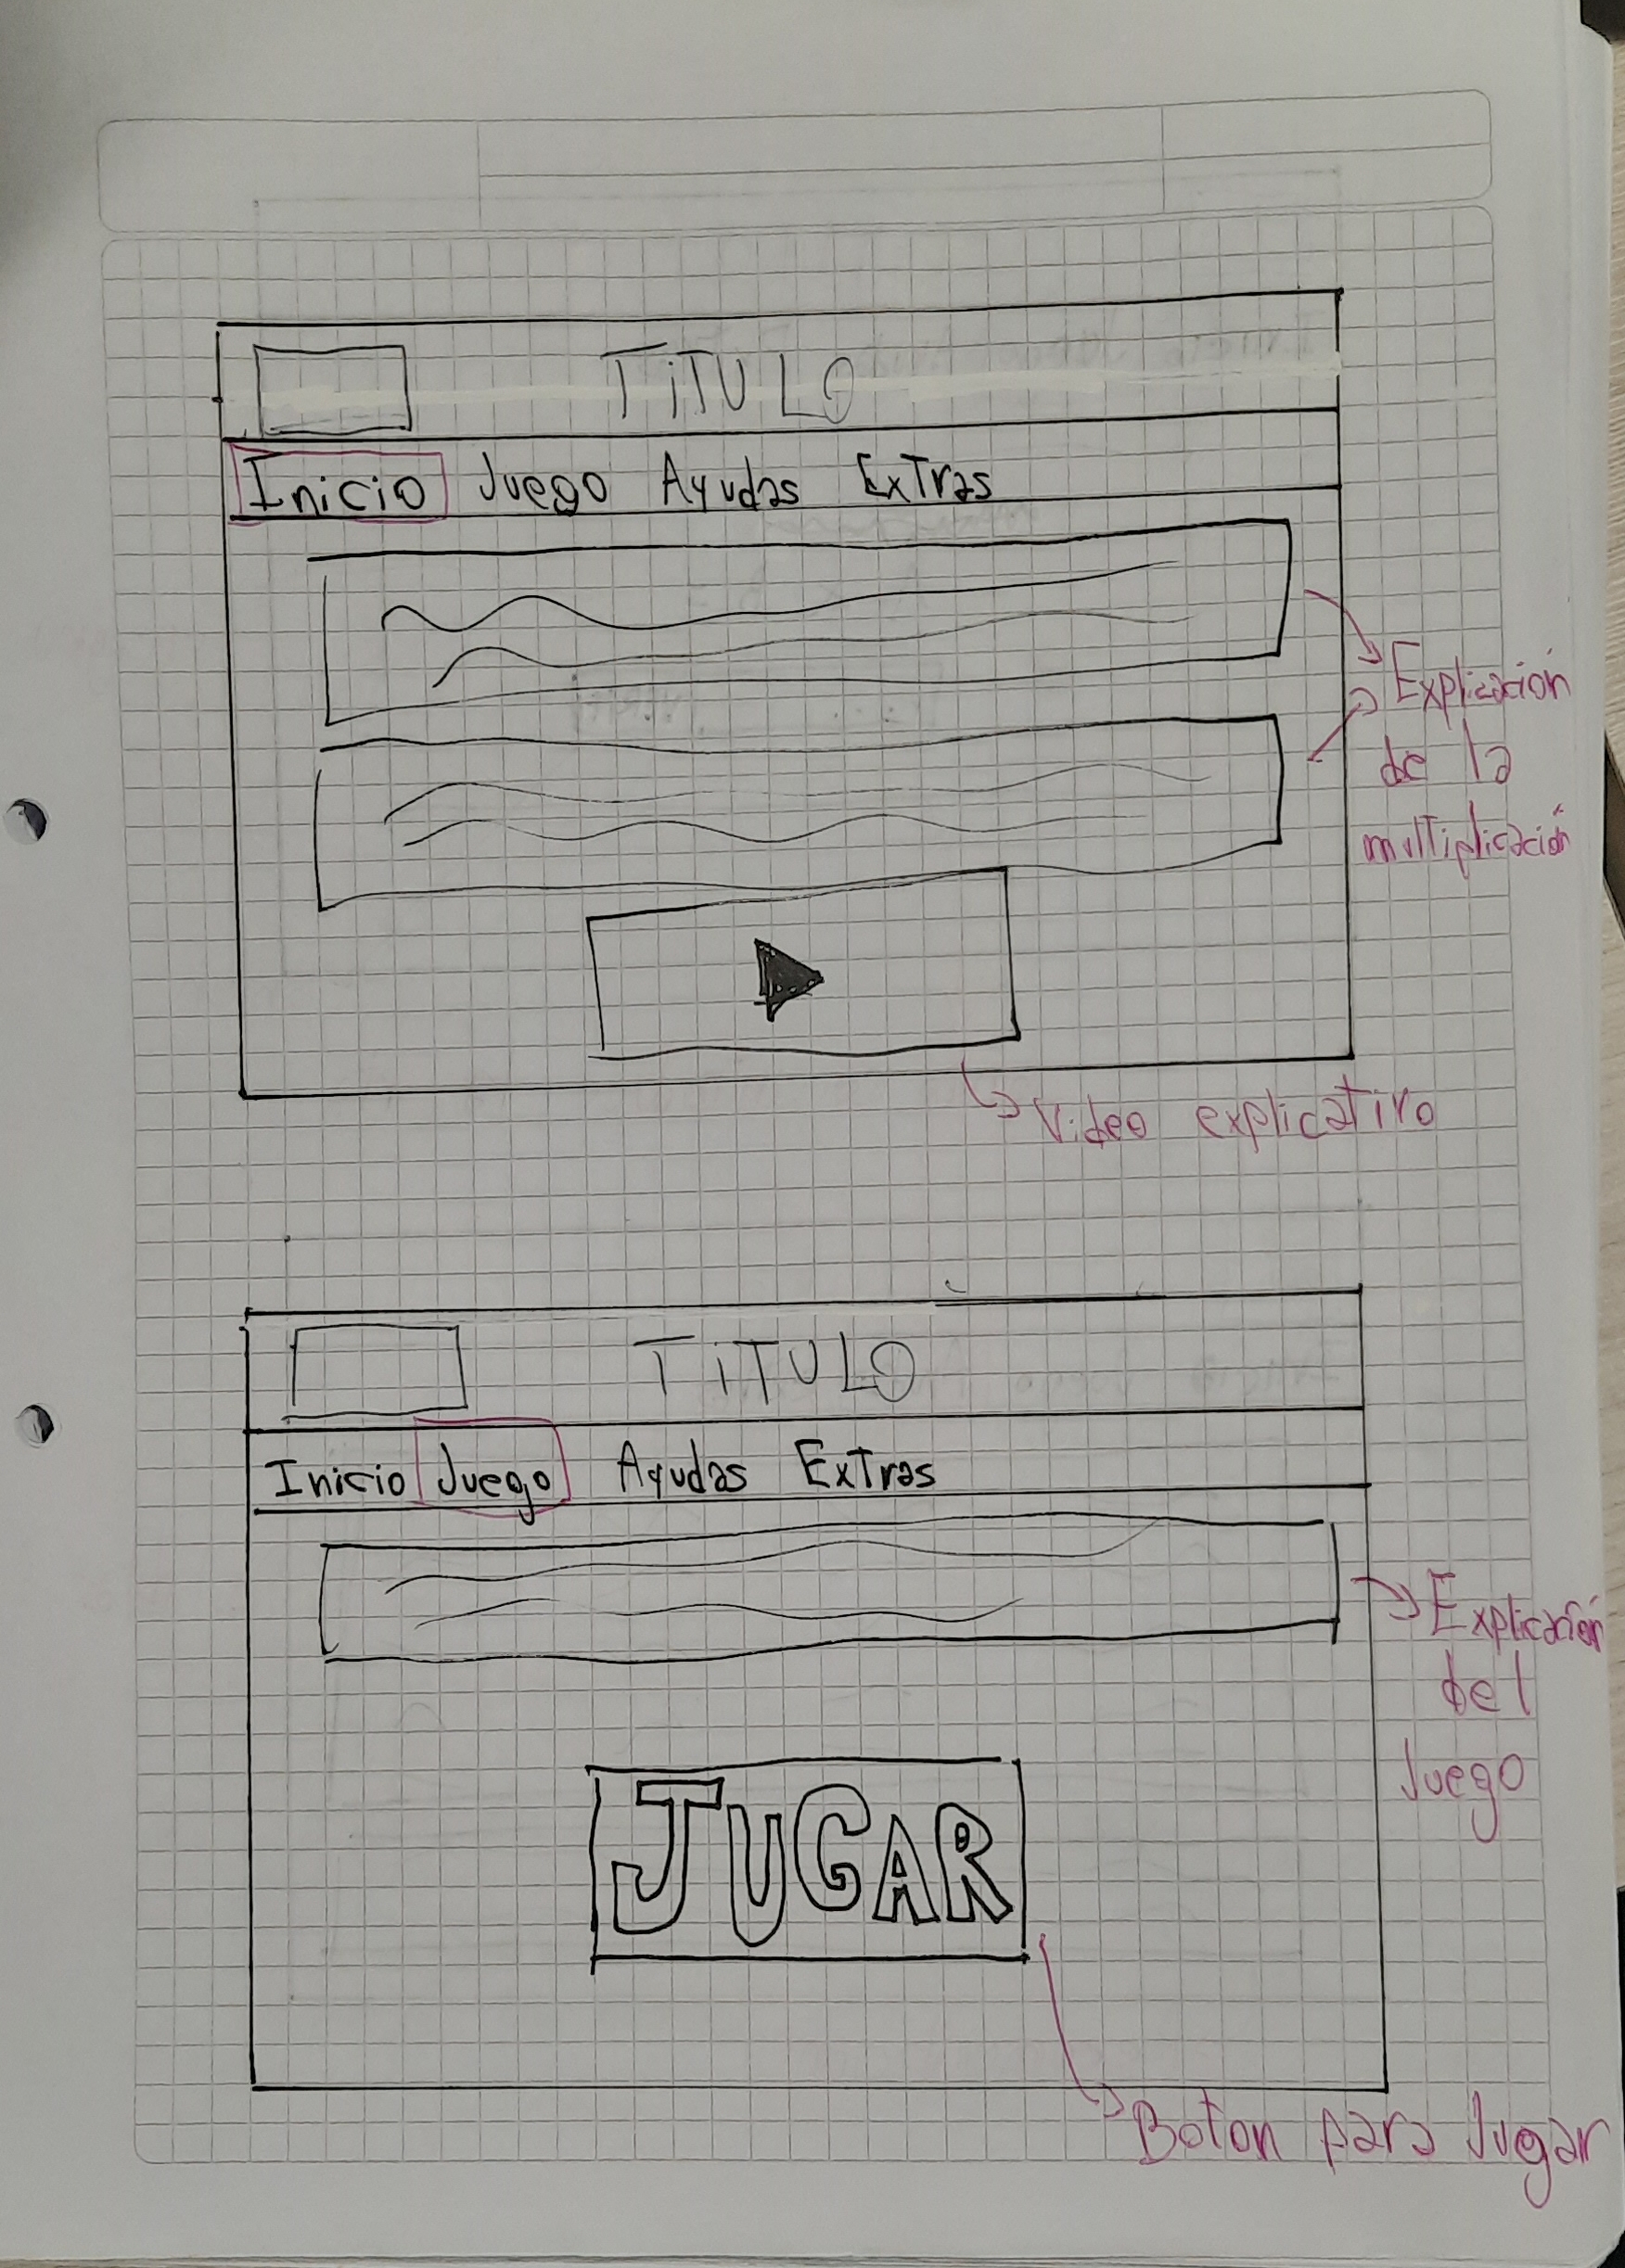 TiTULO
Inicio Juego Ayudas ExTras
Explicación
de la
mulTiplicación
Video explicaTivo
TiTULO
Inicio Juego Ayudas ExTras
Explicación
del
Juego
JUGAR
BoTon para Jugar